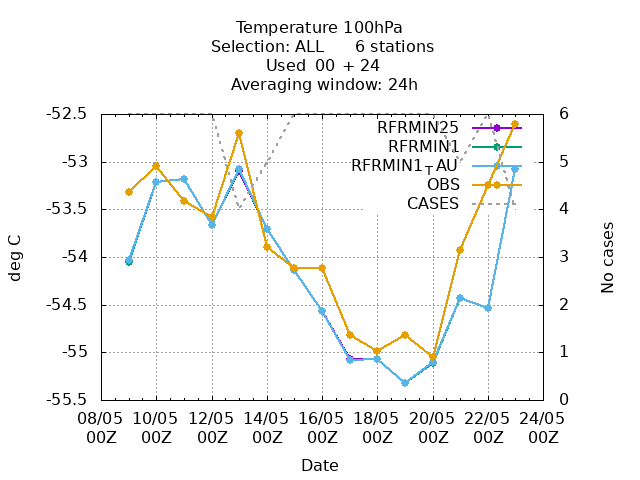 Temperature 100hPa
Selection: ALL 6 stations
Used 00 + 24
Averaging window: 24h
-52.5
-53
-53.5
-54
-54.5
-55
-55.5
deg C
6
5
4
3
2
1
0
No cases
RFRMIN25
RFRMIN1
RFRMIN1TAU
OBS
CASES
08/05 10/05 12/05 14/05 16/05 18/05 20/05 22/05 24/05
00Z 00Z 00Z 00Z 00Z 00Z 00Z 00Z 00Z
Date